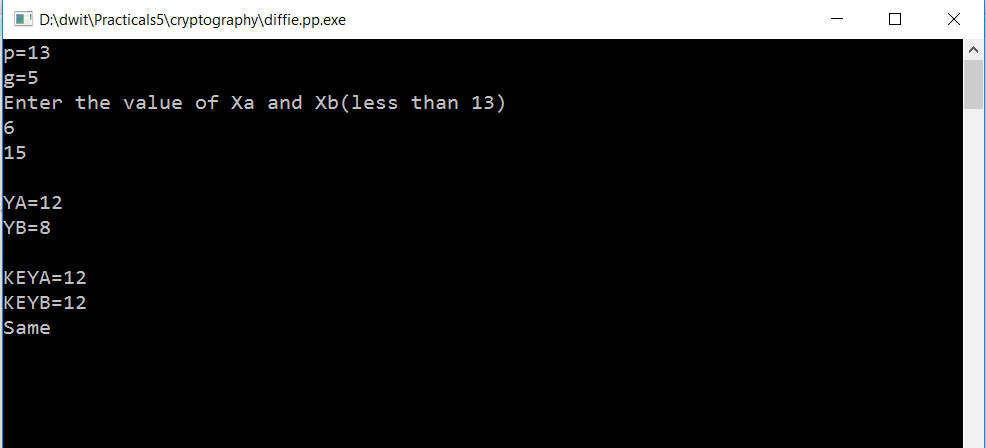 D:\dwit\Practicals5\cryptography\diffie.pp.exe
p=13
g=5
Enter the value of Xa and Xb(less than 13)
6
15
YA=12
YB=8
KEYA=12
KEYB=12
Same